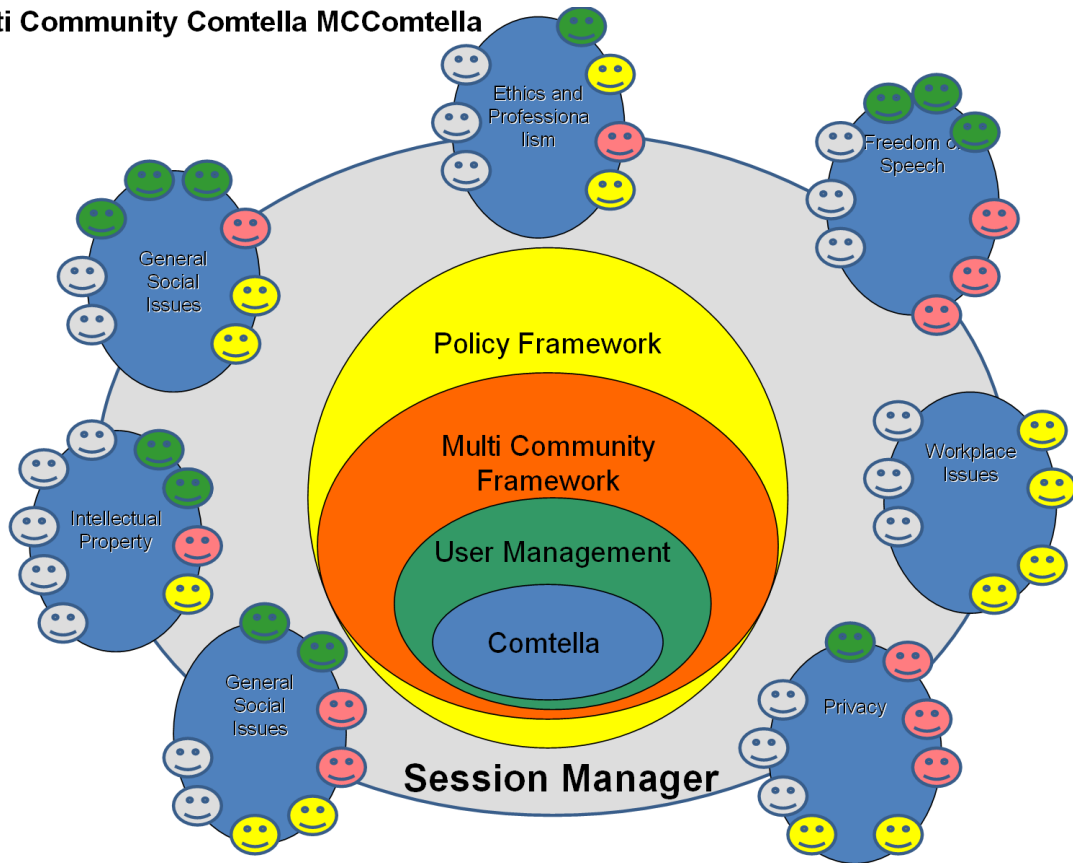 ti Community Comtella MCComtella
Ethics and
Professiona
lism
Freedom of
Speech
General
Social
Issues
Policy Framework
Multi Community
Framework
Workplace
Issues
Intellectual
Property
User Management
Comtella
General
Social
Issues
Privacy
Session Manager